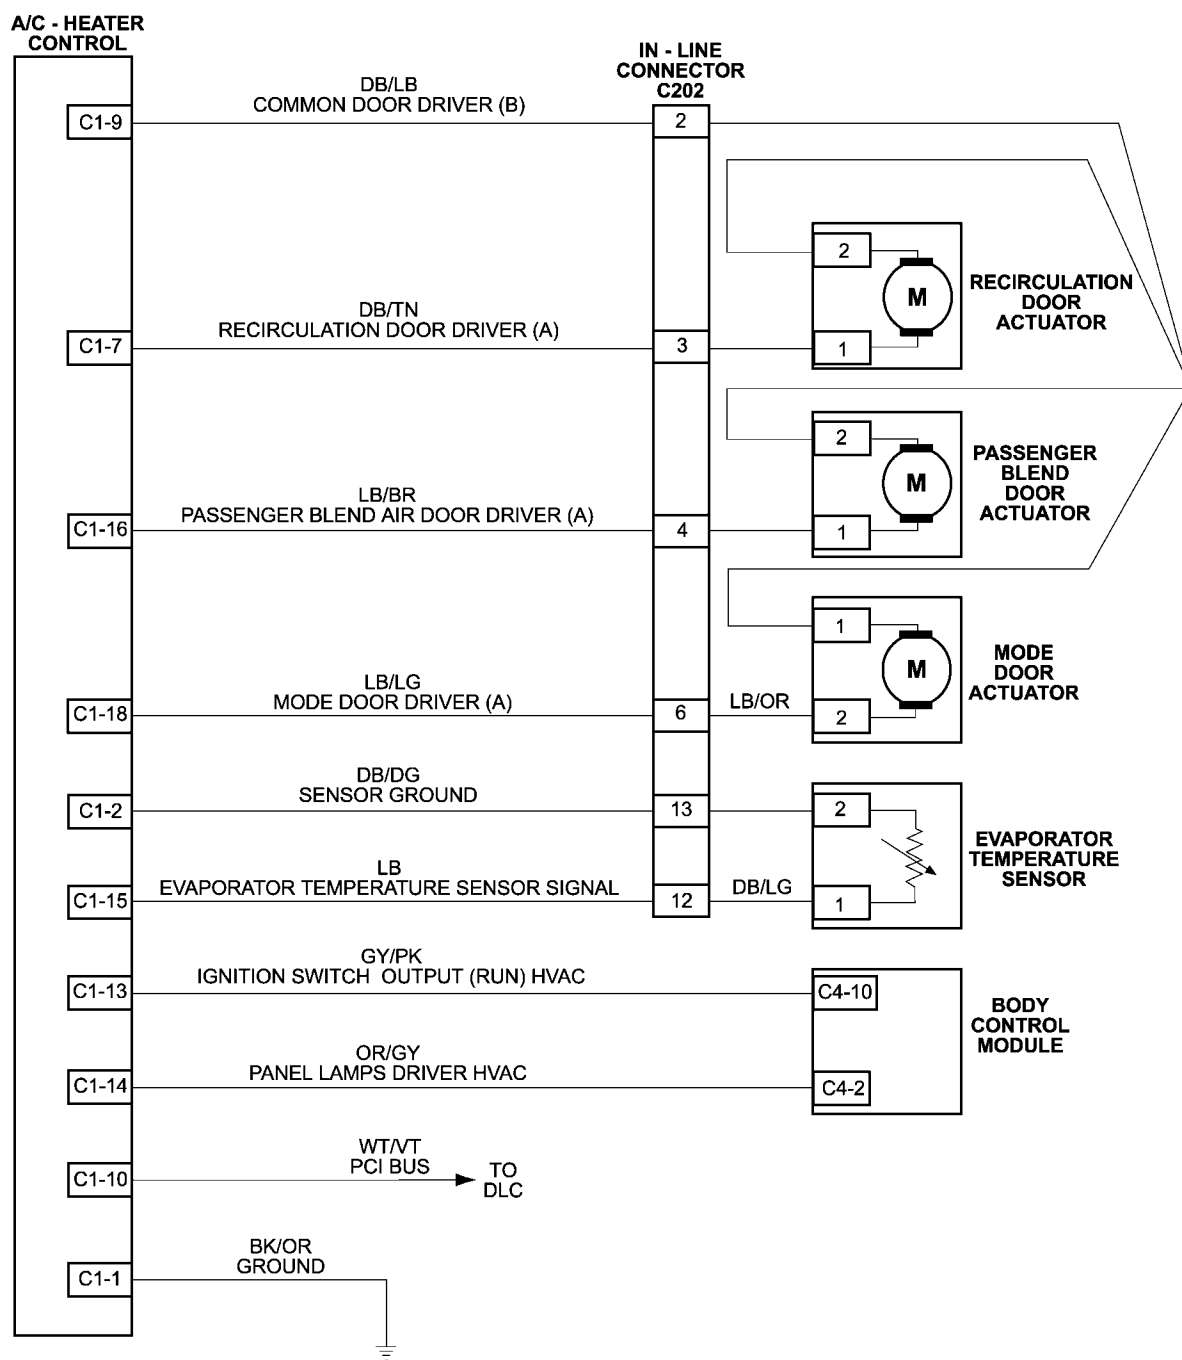 A/C - HEATER
CONTROL
IN - LINE
CONNECTOR
C202
DB/LB
COMMON DOOR DRIVER (B)
C1-9
2
2
M
RECIRCULATION
DOOR
ACTUATOR
DB/TN
RECIRCULATION DOOR DRIVER (A)
C1-7
3
1
2
M
PASSENGER
BLEND
DOOR
ACTUATOR
LB/BR
PASSENGER BLEND AIR DOOR DRIVER (A)
C1-16
4
1
1
M
MODE
DOOR
ACTUATOR
LB/LG
MODE DOOR DRIVER (A)
C1-18
6
LB/OR
2
DB/DG
SENSOR GROUND
C1-2
13
2
EVAPORATOR
TEMPERATURE
SENSOR
LB
EVAPORATOR TEMPERATURE SENSOR SIGNAL
C1-15
12
DB/LG
1
GY/PK
IGNITION SWITCH  OUTPUT (RUN) HVAC
C1-13
C4-10
BODY
CONTROL
MODULE
OR/GY
PANEL LAMPS DRIVER HVAC
C1-14
C4-2
WT/VT
PCI BUS
C1-10
TO
DLC
BK/OR
GROUND
C1-1